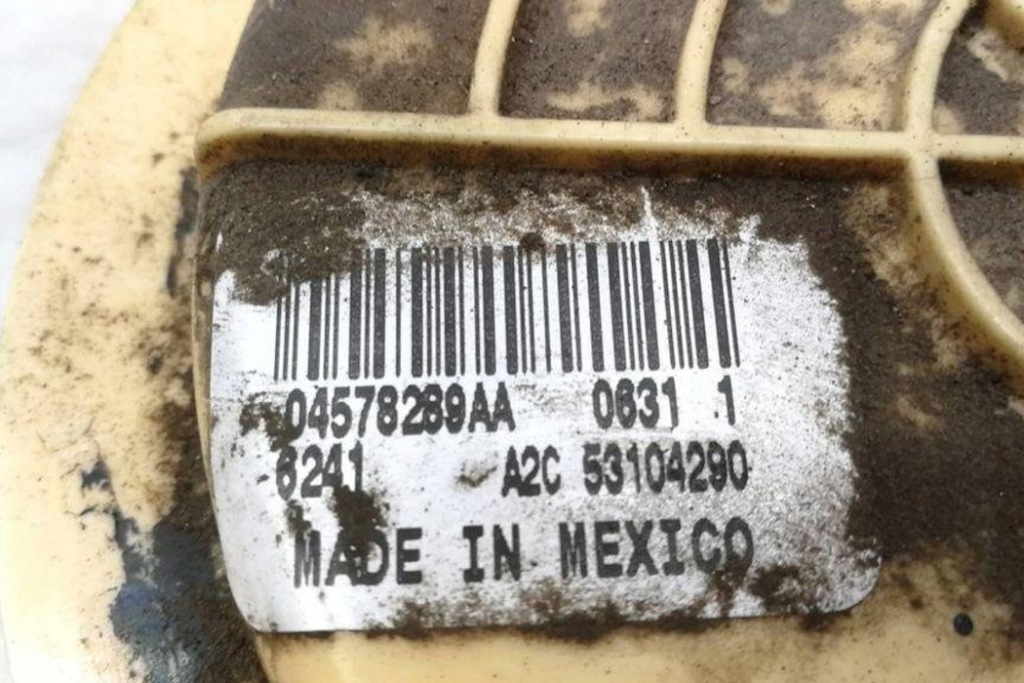 04578289AA 0631 1
6241 A2C 53104290
MADE IN MEXICO